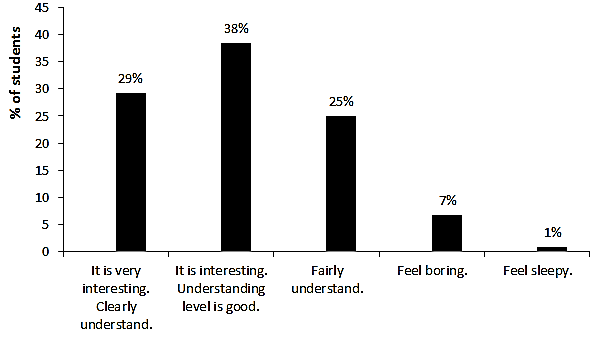 45
40
35
30
25
20
15
10
5
0
% of students
29%
38%
25%
7%
1%
It is very
interesting.
Clearly
understand.
It is interesting.
Understanding
level is good.
Fairly
understand.
Feel boring.
Feel sleepy.